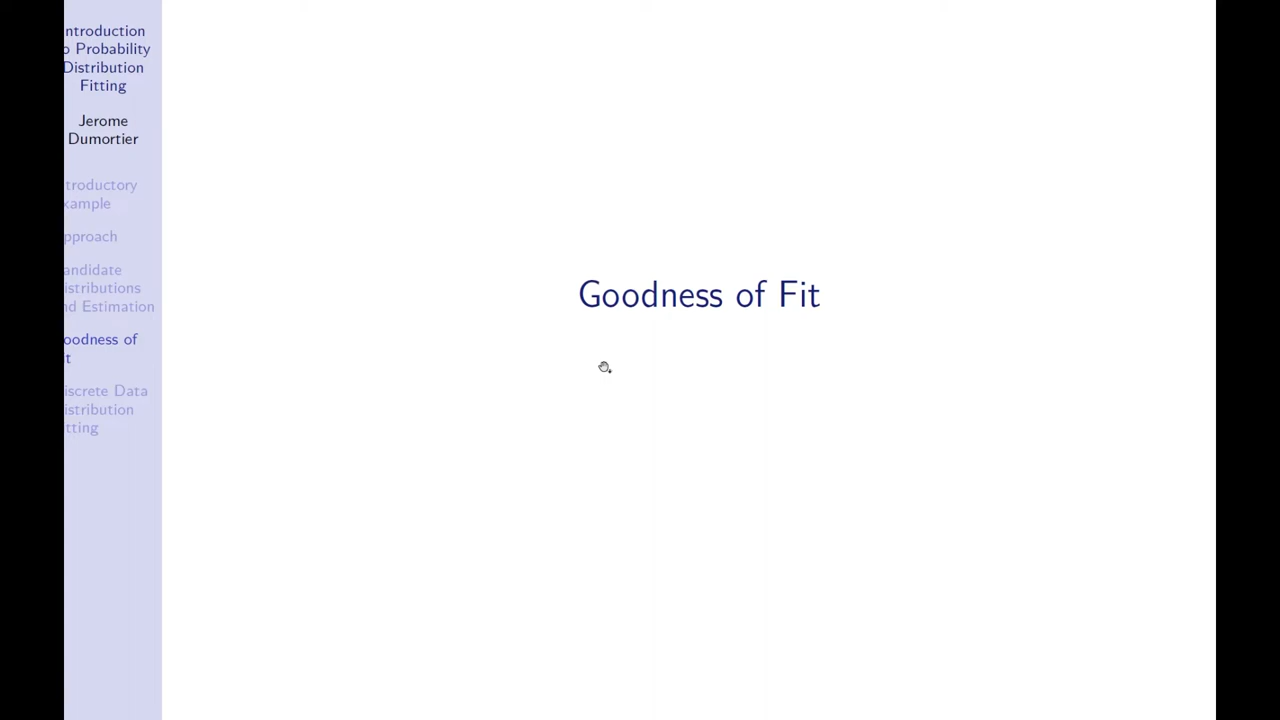 ntroduction
o Probability
Distribution
Fitting
Jerome
Dumortier
troductory
xample
pproach
andidate
istributions
nd Estimation
oodness of
it
iscrete Data
istribution
tting
Goodness of Fit